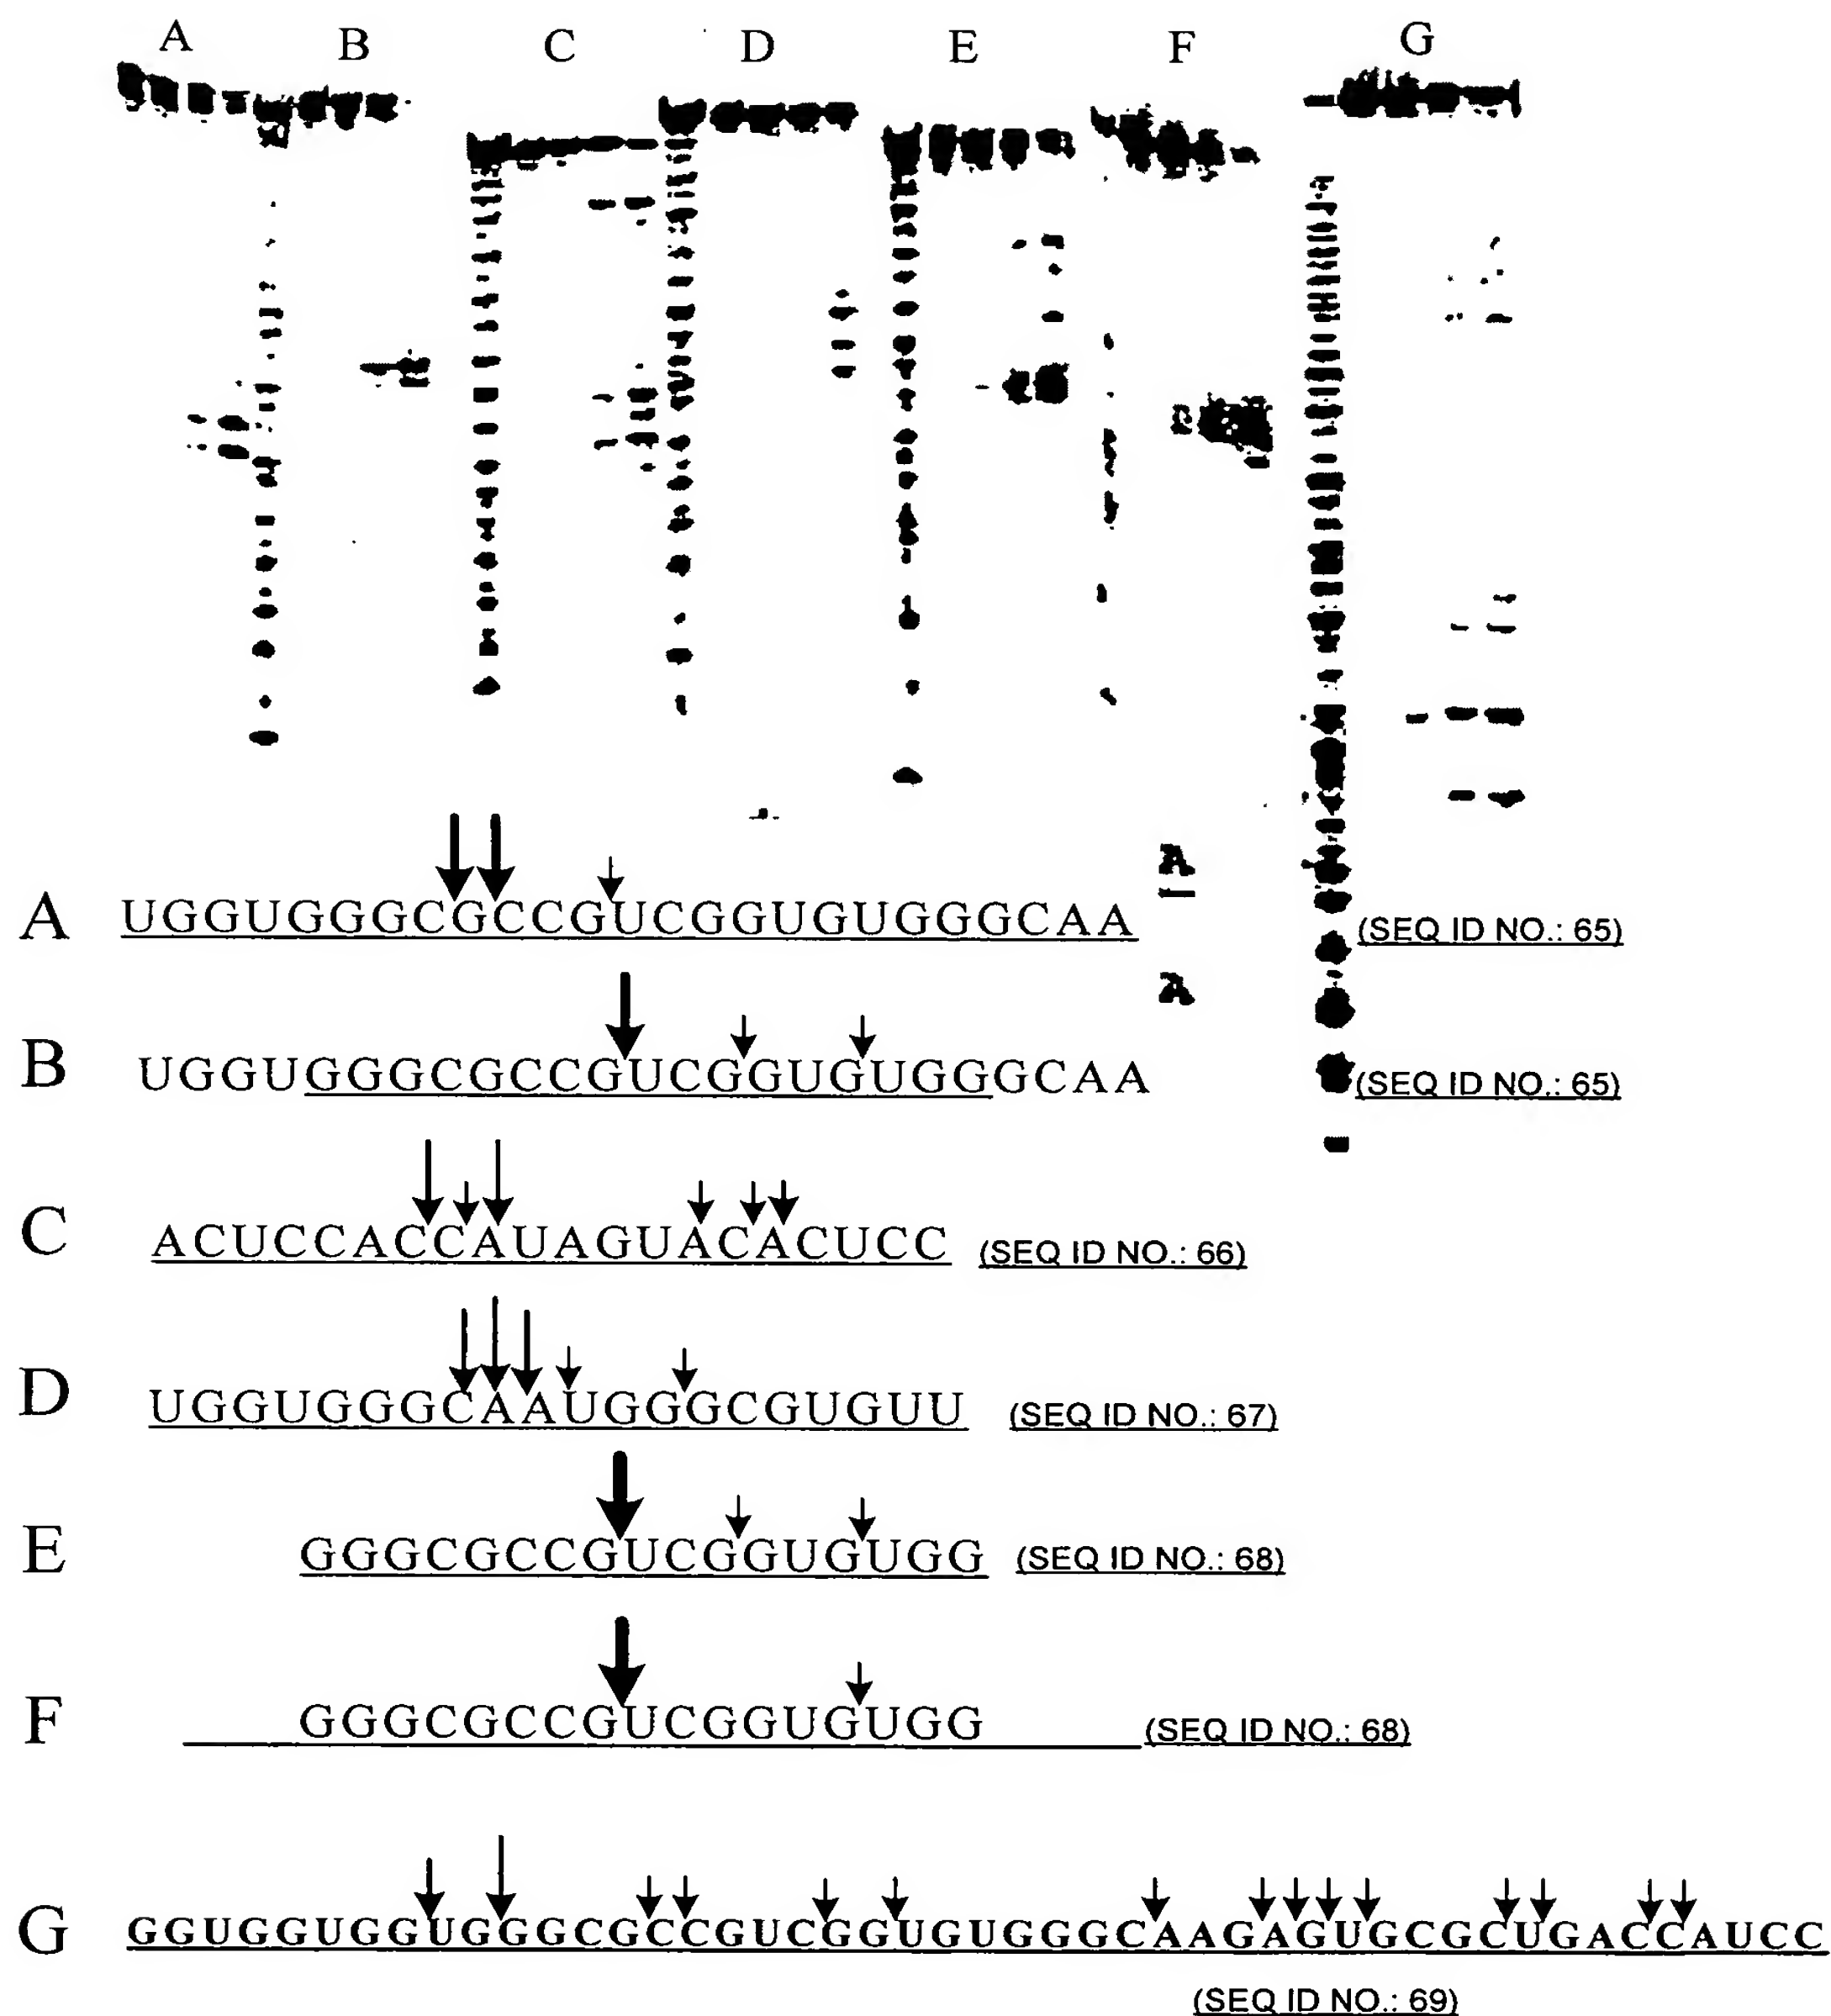 A B C D E F G
A
A UGGUGGGCGCCGUCGGUGUGGGCAA (SEQ ID NO.: 65)
A
B UGGUGGGCGCCGUCGGUGUGGGCAA (SEQ ID NO.: 65)
C ACUCCACCAUAGUACACUCC (SEQ ID NO.: 66)
D UGGUGGGCAAUGGGCGUGUU (SEQ ID NO.: 67)
E GGGCGCCGUCGGUGUGG (SEQ ID NO.: 68)
F GGGCGCCGUCGGUGUGG (SEQ ID NO.: 68)
G GGUGGUGGUGGGCGCCGUCGGUGUGGGCAAGAGUGCGCUGACCAUCC
(SEQ ID NO.: 69)